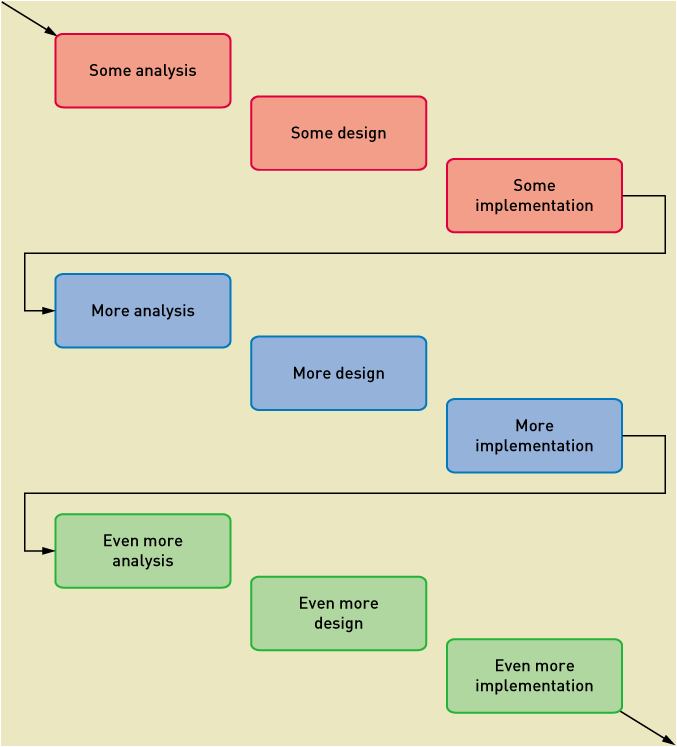 Some analysis
Some design
Some
implementation
More analysis
More design
More
implementation
Even more
analysis
Even more
design
Even more
implementation